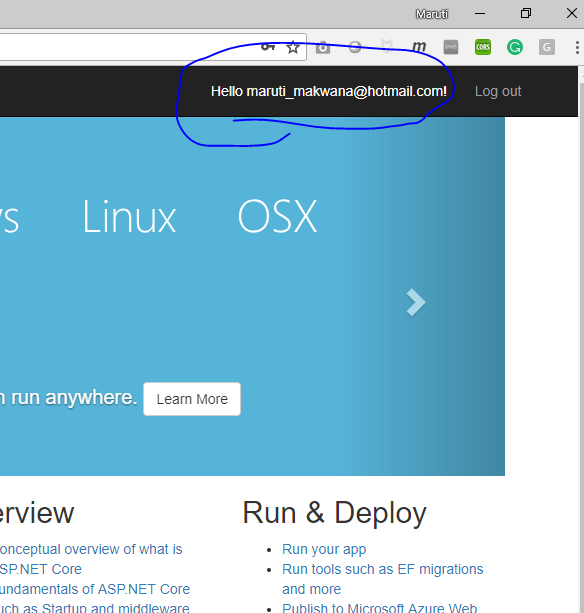 Maruti
m
CORS
G
G
Hello maruti_makwana@hotmail.com!
Log out
Linux
OSX
run anywhere.
Learn More
Run & Deploy
onceptual overview of what is
SP.NET Core
undamentals of ASP.NET Core
uch as Startup and middleware
Run your app
Run tools such as EF migrations
and more
Publish to Microsoft Azure Web